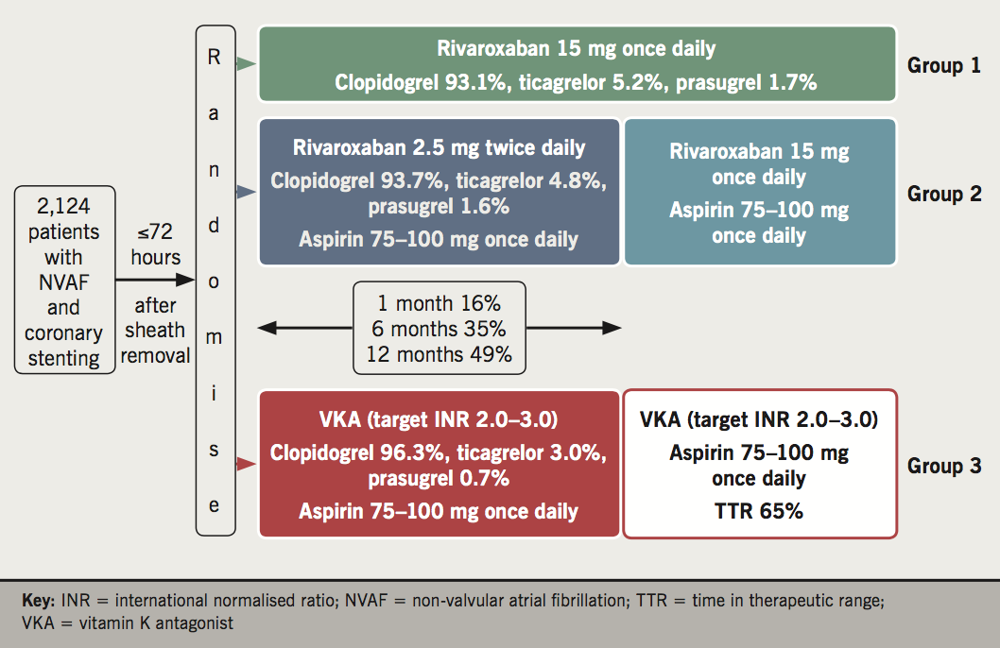 2,124
patients
with
NVAF
and
coronary
stenting
≤72
hours
after
sheath
removal
R
a
n
d
o
m
i
s
e
Rivaroxaban 15 mg once daily
Clopidogrel 93.1%, ticagrelor 5.2%, prasugrel 1.7%
Group 1
Rivaroxaban 2.5 mg twice daily
Clopidogrel 93.7%, ticagrelor 4.8%,
prasugrel 1.6%
Aspirin 75–100 mg once daily
Rivaroxaban 15 mg
once daily
Aspirin 75–100 mg
once daily
Group 2
1 month 16%
6 months 35%
12 months 49%
VKA (target INR 2.0–3.0)
Clopidogrel 96.3%, ticagrelor 3.0%,
prasugrel 0.7%
Aspirin 75–100 mg once daily
VKA (target INR 2.0–3.0)
Aspirin 75–100 mg
once daily
TTR 65%
Group 3
Key: INR = international normalised ratio; NVAF = non-valvular atrial fibrillation; TTR = time in therapeutic range;
VKA = vitamin K antagonist